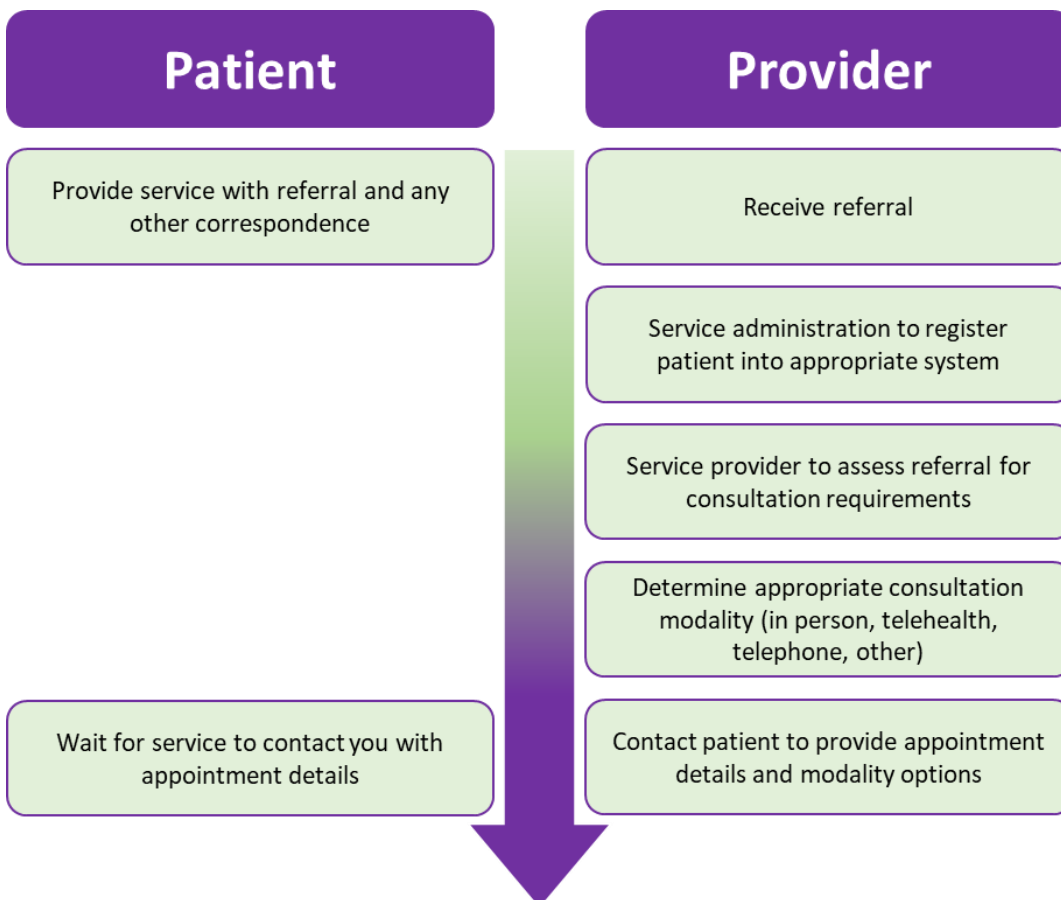 Patient
Provider
Provide service with referral and any
other correspondence
Receive referral
Service administration to register
patient into appropriate system
Service provider to assess referral for
consultation requirements
Determine appropriate consultation
modality (in person, telehealth,
telephone, other)
Wait for service to contact you with
appointment details
Contact patient to provide appointment
details and modality options